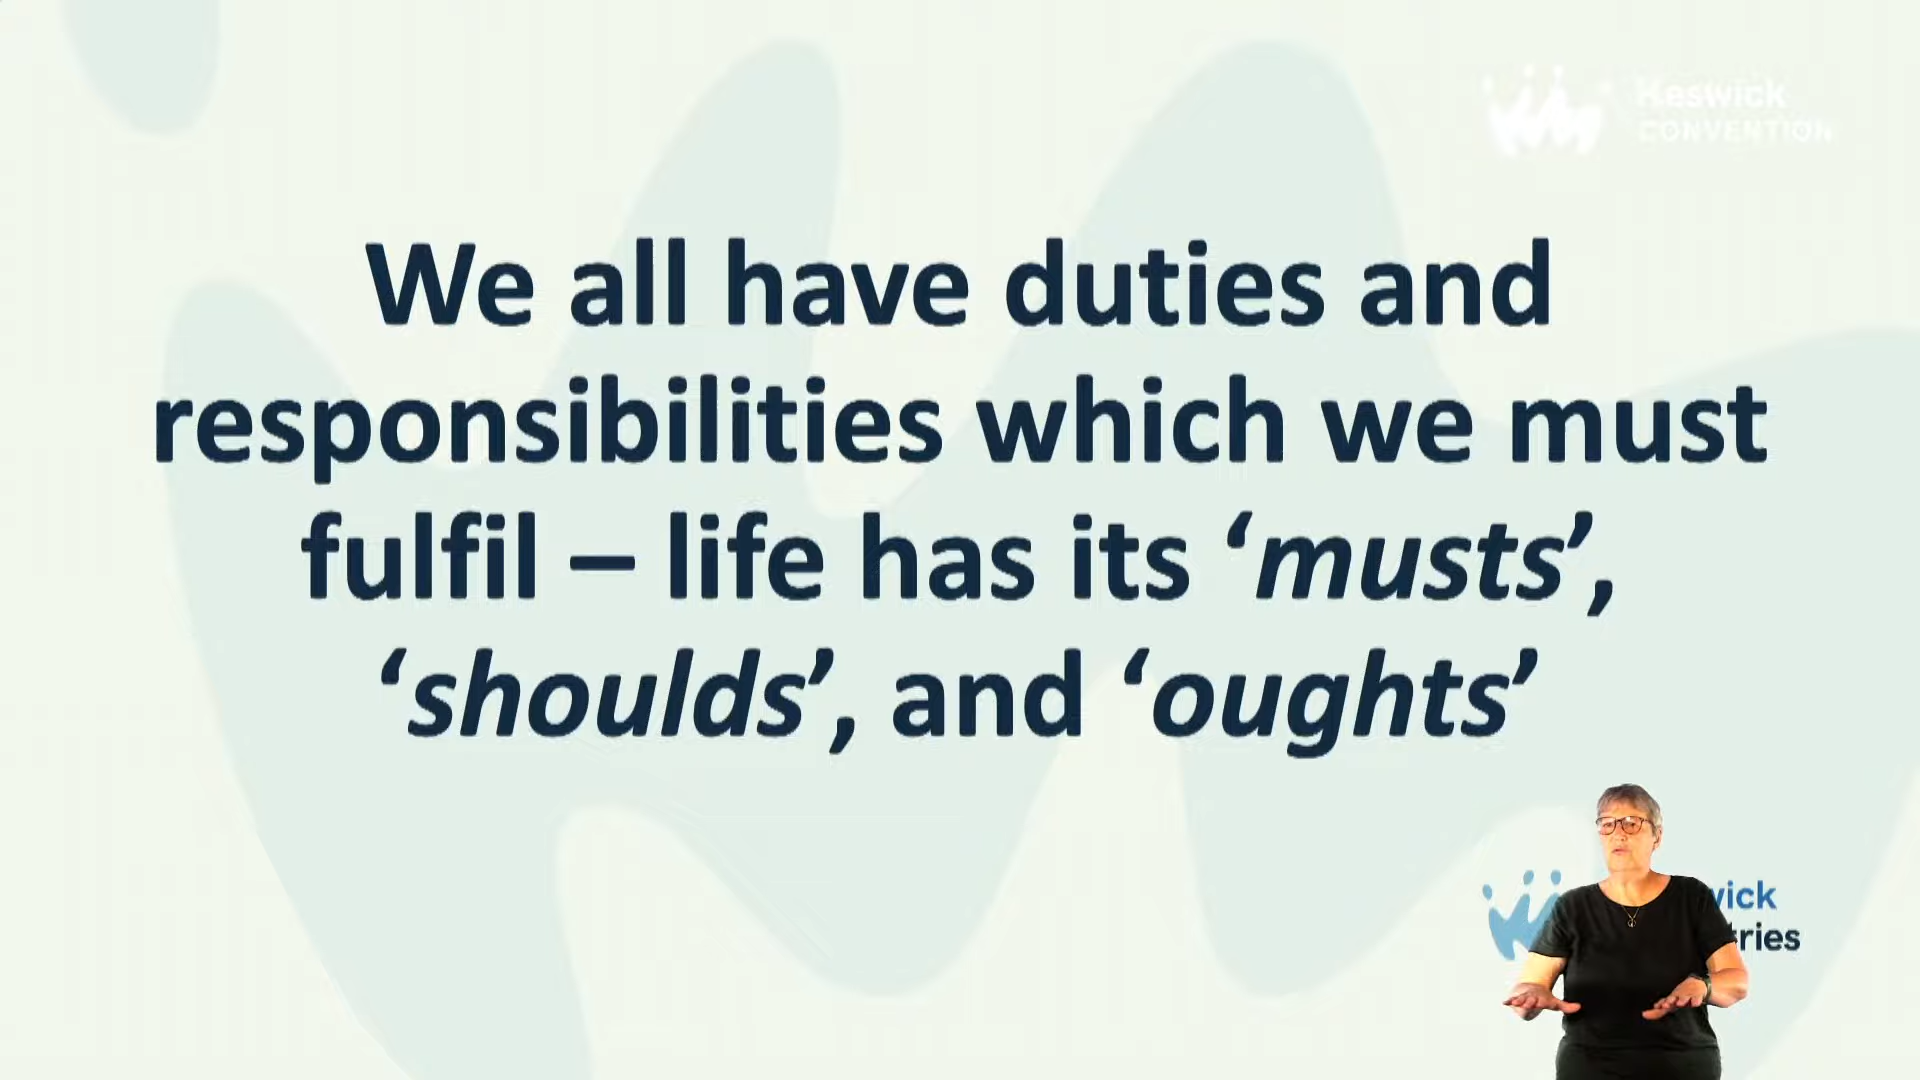 Keswick
CONVENTION
We all have duties and
responsibilities which we must
fulfil – life has its ‘musts’,
‘shoulds’, and ‘oughts’